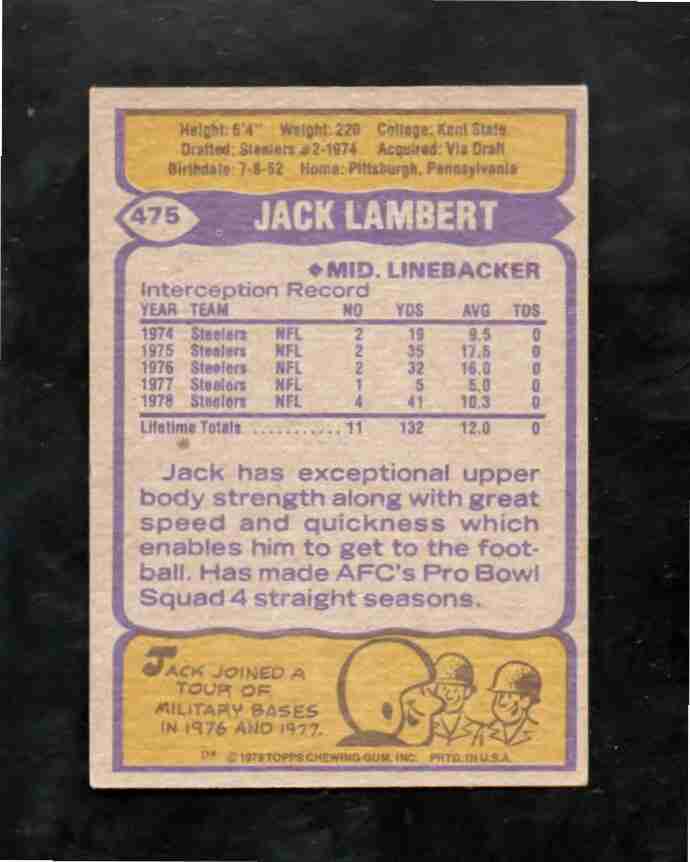 Height: 6'4" Weight: 220 College: Kent State
Drafted: Steelers #2-1974 Acquired: Via Draft
Birthdate: 7-8-52 Home: Pittsburgh, Pennsylvania
475 JACK LAMBERT
◆MID. LINEBACKER
Interception Record
YEAR TEAM NO YDS AVG TDS
1974 Steelers NFL 2 19 9.5 0
1975 Steelers NFL 2 35 17.5 0
1976 Steelers NFL 2 32 16.0 0
1977 Steelers NFL 1 5 5.0 0
1978 Steelers NFL 4 41 10.3 0
Lifetime Totals ........... 11 132 12.0 0
Jack has exceptional upper
body strength along with great
speed and quickness which
enables him to get to the foot-
ball. Has made AFC's Pro Bowl
Squad 4 straight seasons.
JACK JOINED A
TOUR OF
MILITARY BASES
IN 1976 AND 1977.
D* © 1979 TOPPS CHEWING GUM, INC. PRTD. IN U.S.A.